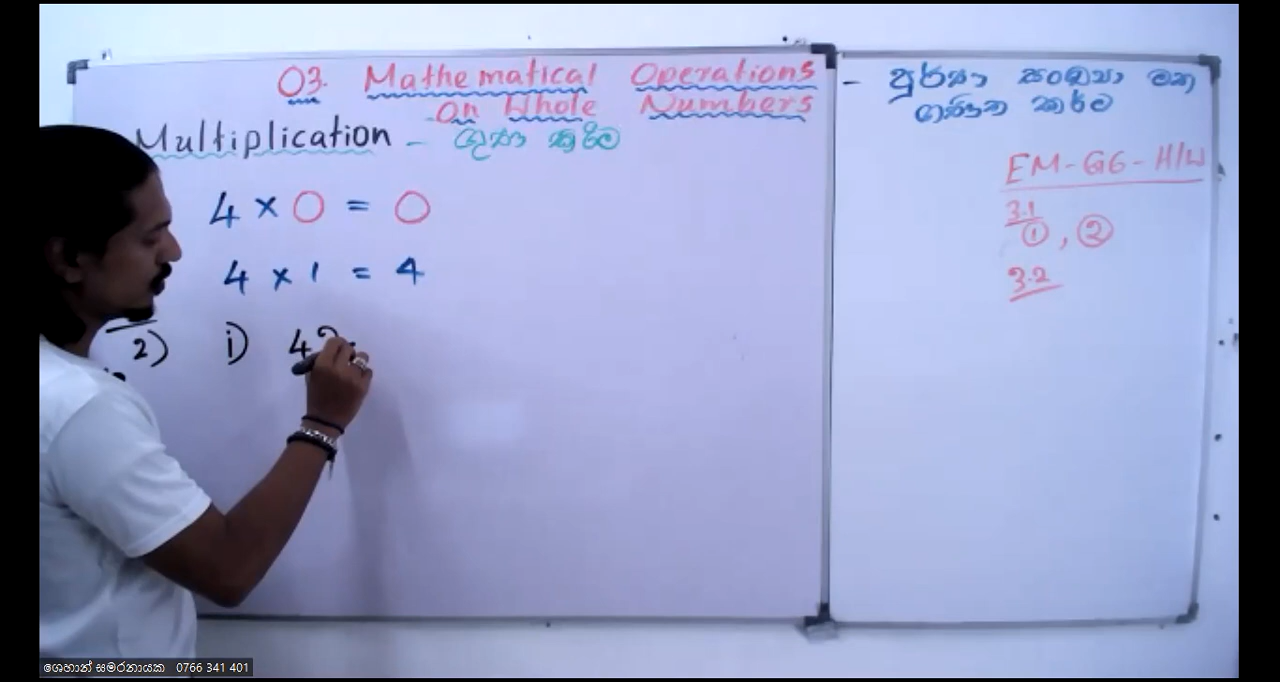 03. Mathematical Operations - පූර්ණ සංඛ්‍යා මත
On Whole Numbers ගණිත කර්ම
Multiplication - ගුණ කිරීම
EM-G6-H/W
4 × 0 = 0
3.1
①, ②
4 × 1 = 4
3.2
2) i) 42
සමරනායක 0766 341 401